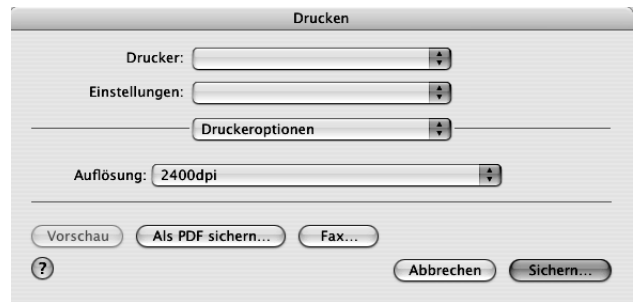 Drucken
Drucker:
Einstellungen:
Druckeroptionen
Auflösung: 2400dpi
Vorschau Als PDF sichern... Fax...
? Abbrechen Sichern...